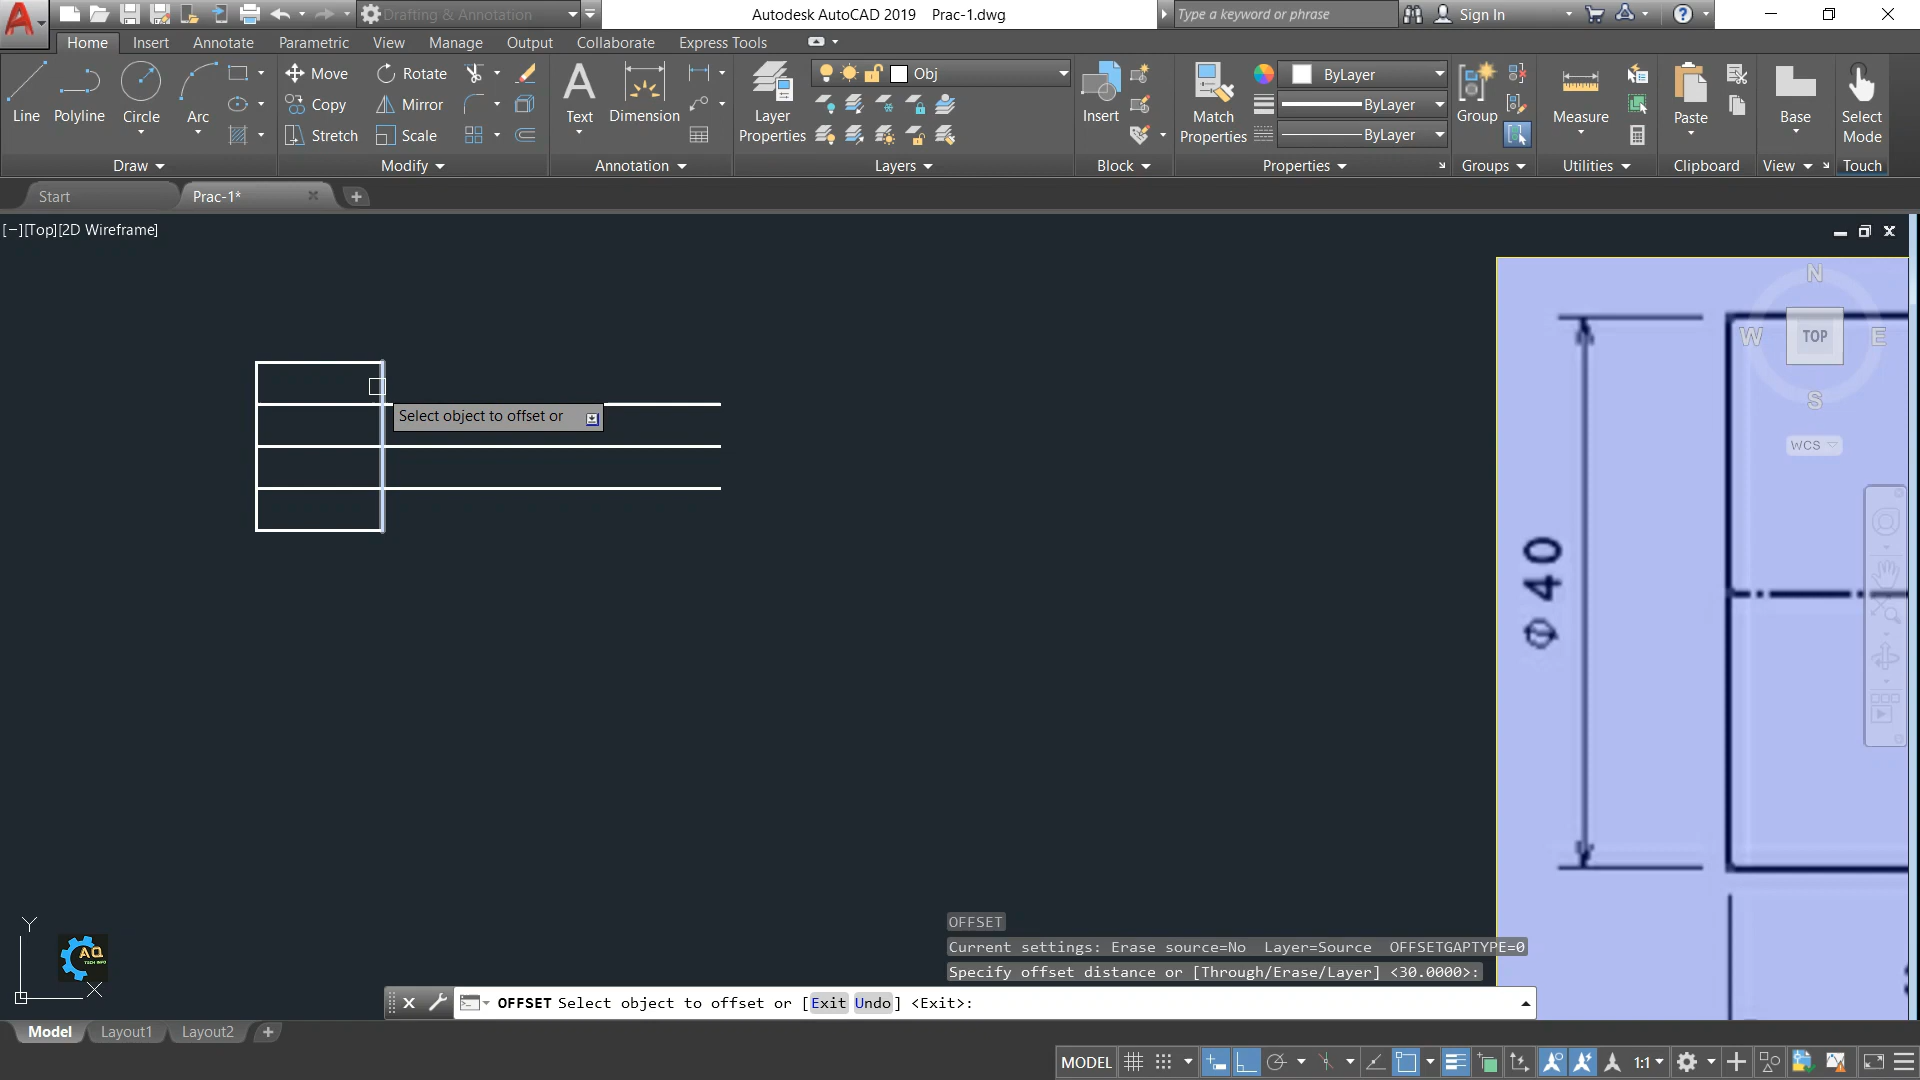 Drafting & Annotation
Autodesk AutoCAD 2019 Prac-1.dwg
Type a keyword or phrase
Sign In
Home Insert Annotate Parametric View Manage Output Collaborate Express Tools
Line Polyline Circle Arc
Move Rotate
Copy Mirror
Stretch Scale
Text Dimension
Layer Properties
Obj
Insert
Match Properties
ByLayer
ByLayer
ByLayer
Group
Measure
Paste
Base
Select Mode
Draw Modify Annotation Layers Block Properties Groups Utilities Clipboard View Touch
Start Prac-1*
[−][Top][2D Wireframe]
N
W TOP E
S
WCS
Select object to offset or
⌀40
Y
X
AQ
TECH INFO
OFFSET
Current settings: Erase source=No Layer=Source OFFSETGAPTYPE=0
Specify offset distance or [Through/Erase/Layer] <30.0000>:
OFFSET Select object to offset or [Exit Undo] <Exit>:
Model Layout1 Layout2
MODEL 1:1